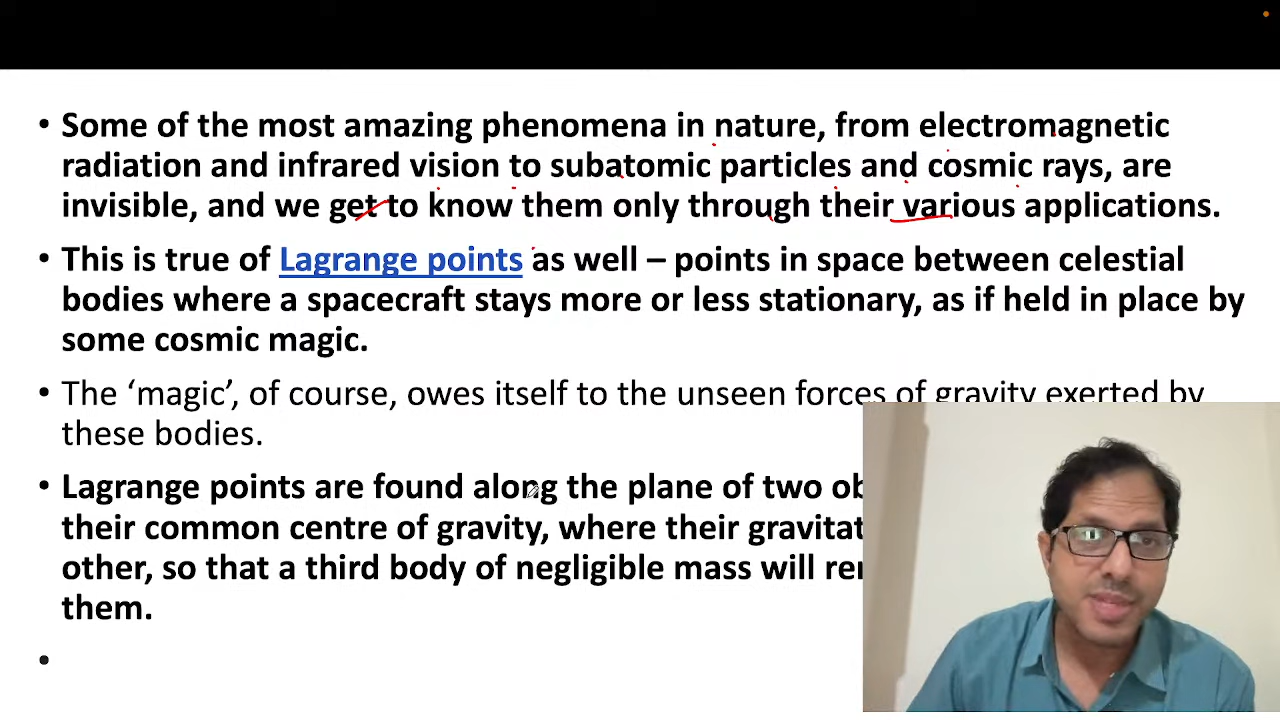 • Some of the most amazing phenomena in nature, from electromagnetic
radiation and infrared vision to subatomic particles and cosmic rays, are
invisible, and we get to know them only through their various applications.
• This is true of Lagrange points as well – points in space between celestial
bodies where a spacecraft stays more or less stationary, as if held in place by
some cosmic magic.
• The ‘magic’, of course, owes itself to the unseen forces of gravity exerted by
these bodies.
• Lagrange points are found along the plane of two
their common centre of gravity, where their
other, so that a third body of negligible mass will
them.
•